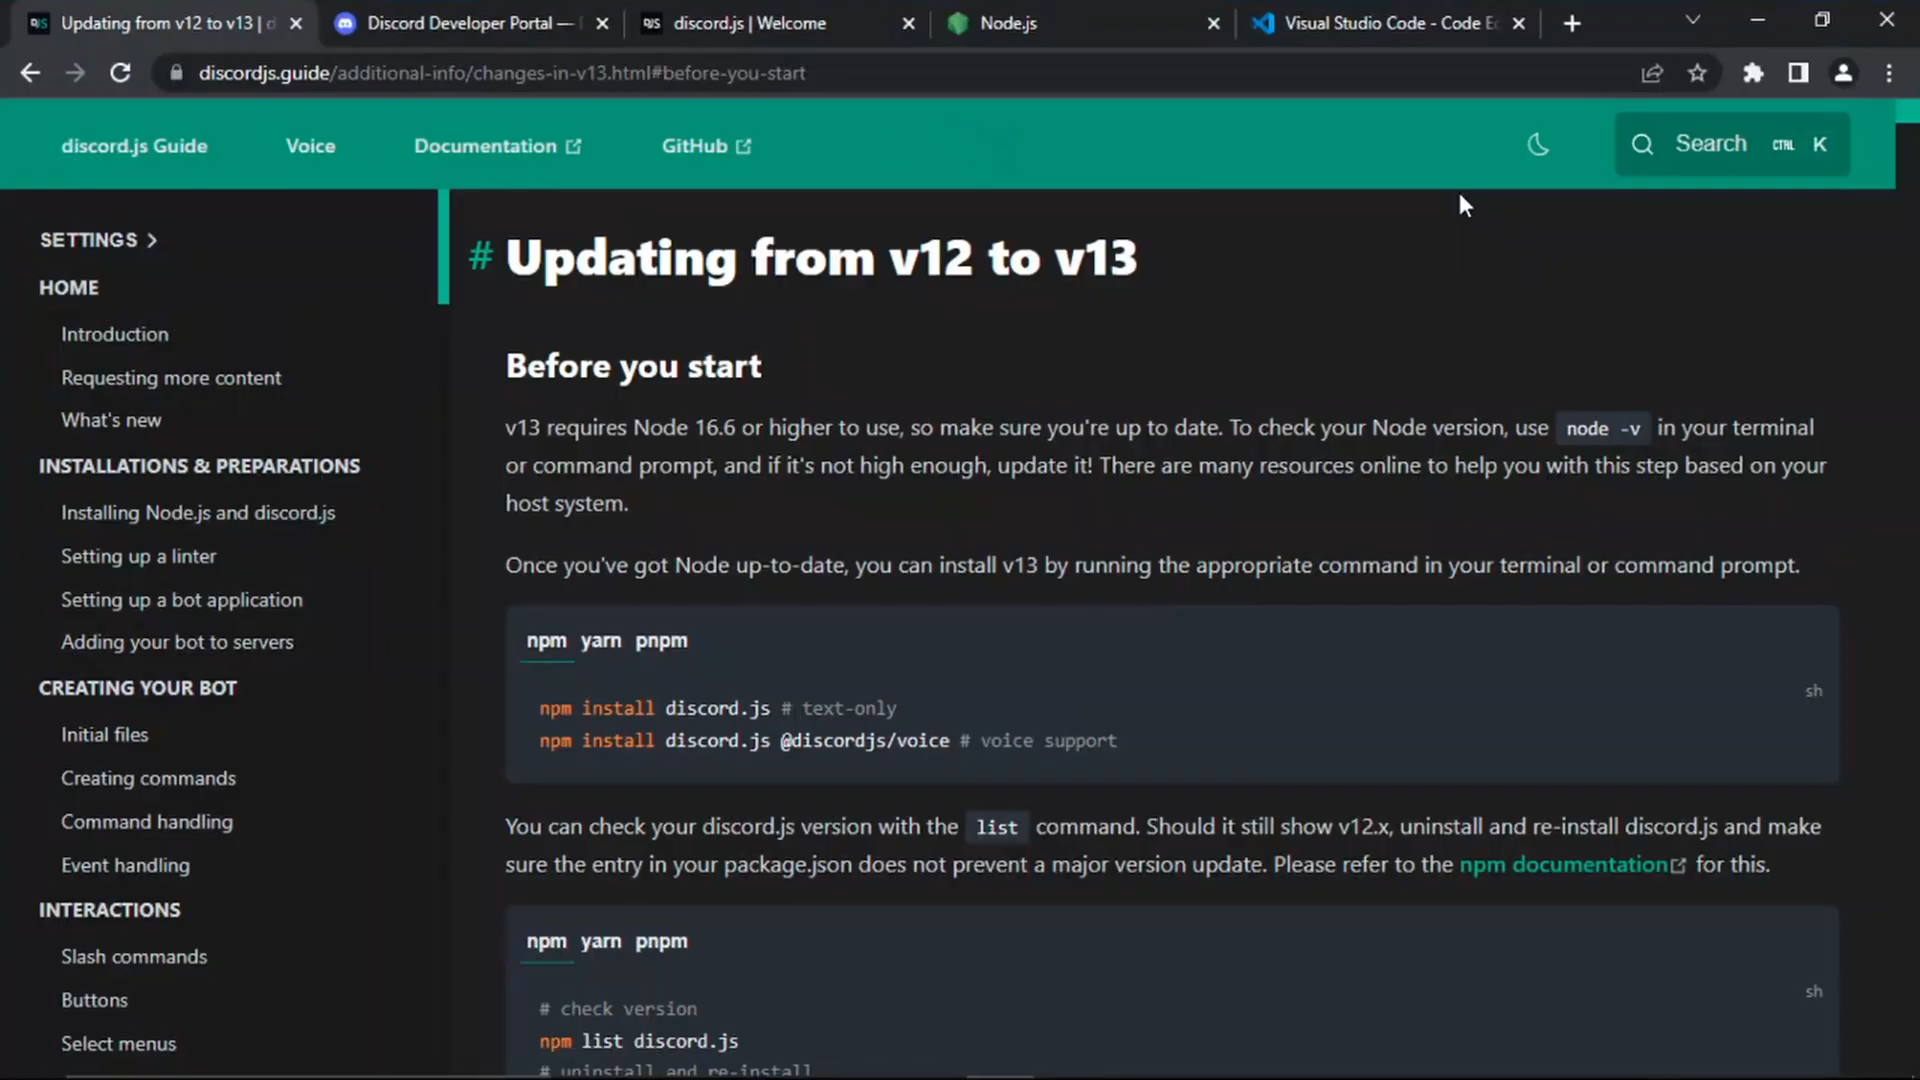 Updating from v12 to v13 | d
Discord Developer Portal —
discord.js | Welcome
Node.js
Visual Studio Code - Code Ed
discordjs.guide/additional-info/changes-in-v13.html#before-you-start
discord.js Guide
Voice
Documentation
GitHub
Search CTRL K
SETTINGS
HOME
Introduction
Requesting more content
What's new
INSTALLATIONS & PREPARATIONS
Installing Node.js and discord.js
Setting up a linter
Setting up a bot application
Adding your bot to servers
CREATING YOUR BOT
Initial files
Creating commands
Command handling
Event handling
INTERACTIONS
Slash commands
Buttons
Select menus
# Updating from v12 to v13
Before you start
v13 requires Node 16.6 or higher to use, so make sure you're up to date. To check your Node version, use node -v in your terminal
or command prompt, and if it's not high enough, update it! There are many resources online to help you with this step based on your
host system.
Once you've got Node up-to-date, you can install v13 by running the appropriate command in your terminal or command prompt.
npm yarn pnpm
sh
npm install discord.js # text-only
npm install discord.js @discordjs/voice # voice support
You can check your discord.js version with the list command. Should it still show v12.x, uninstall and re-install discord.js and make
sure the entry in your package.json does not prevent a major version update. Please refer to the npm documentation for this.
npm yarn pnpm
sh
# check version
npm list discord.js
# uninstall and re-install